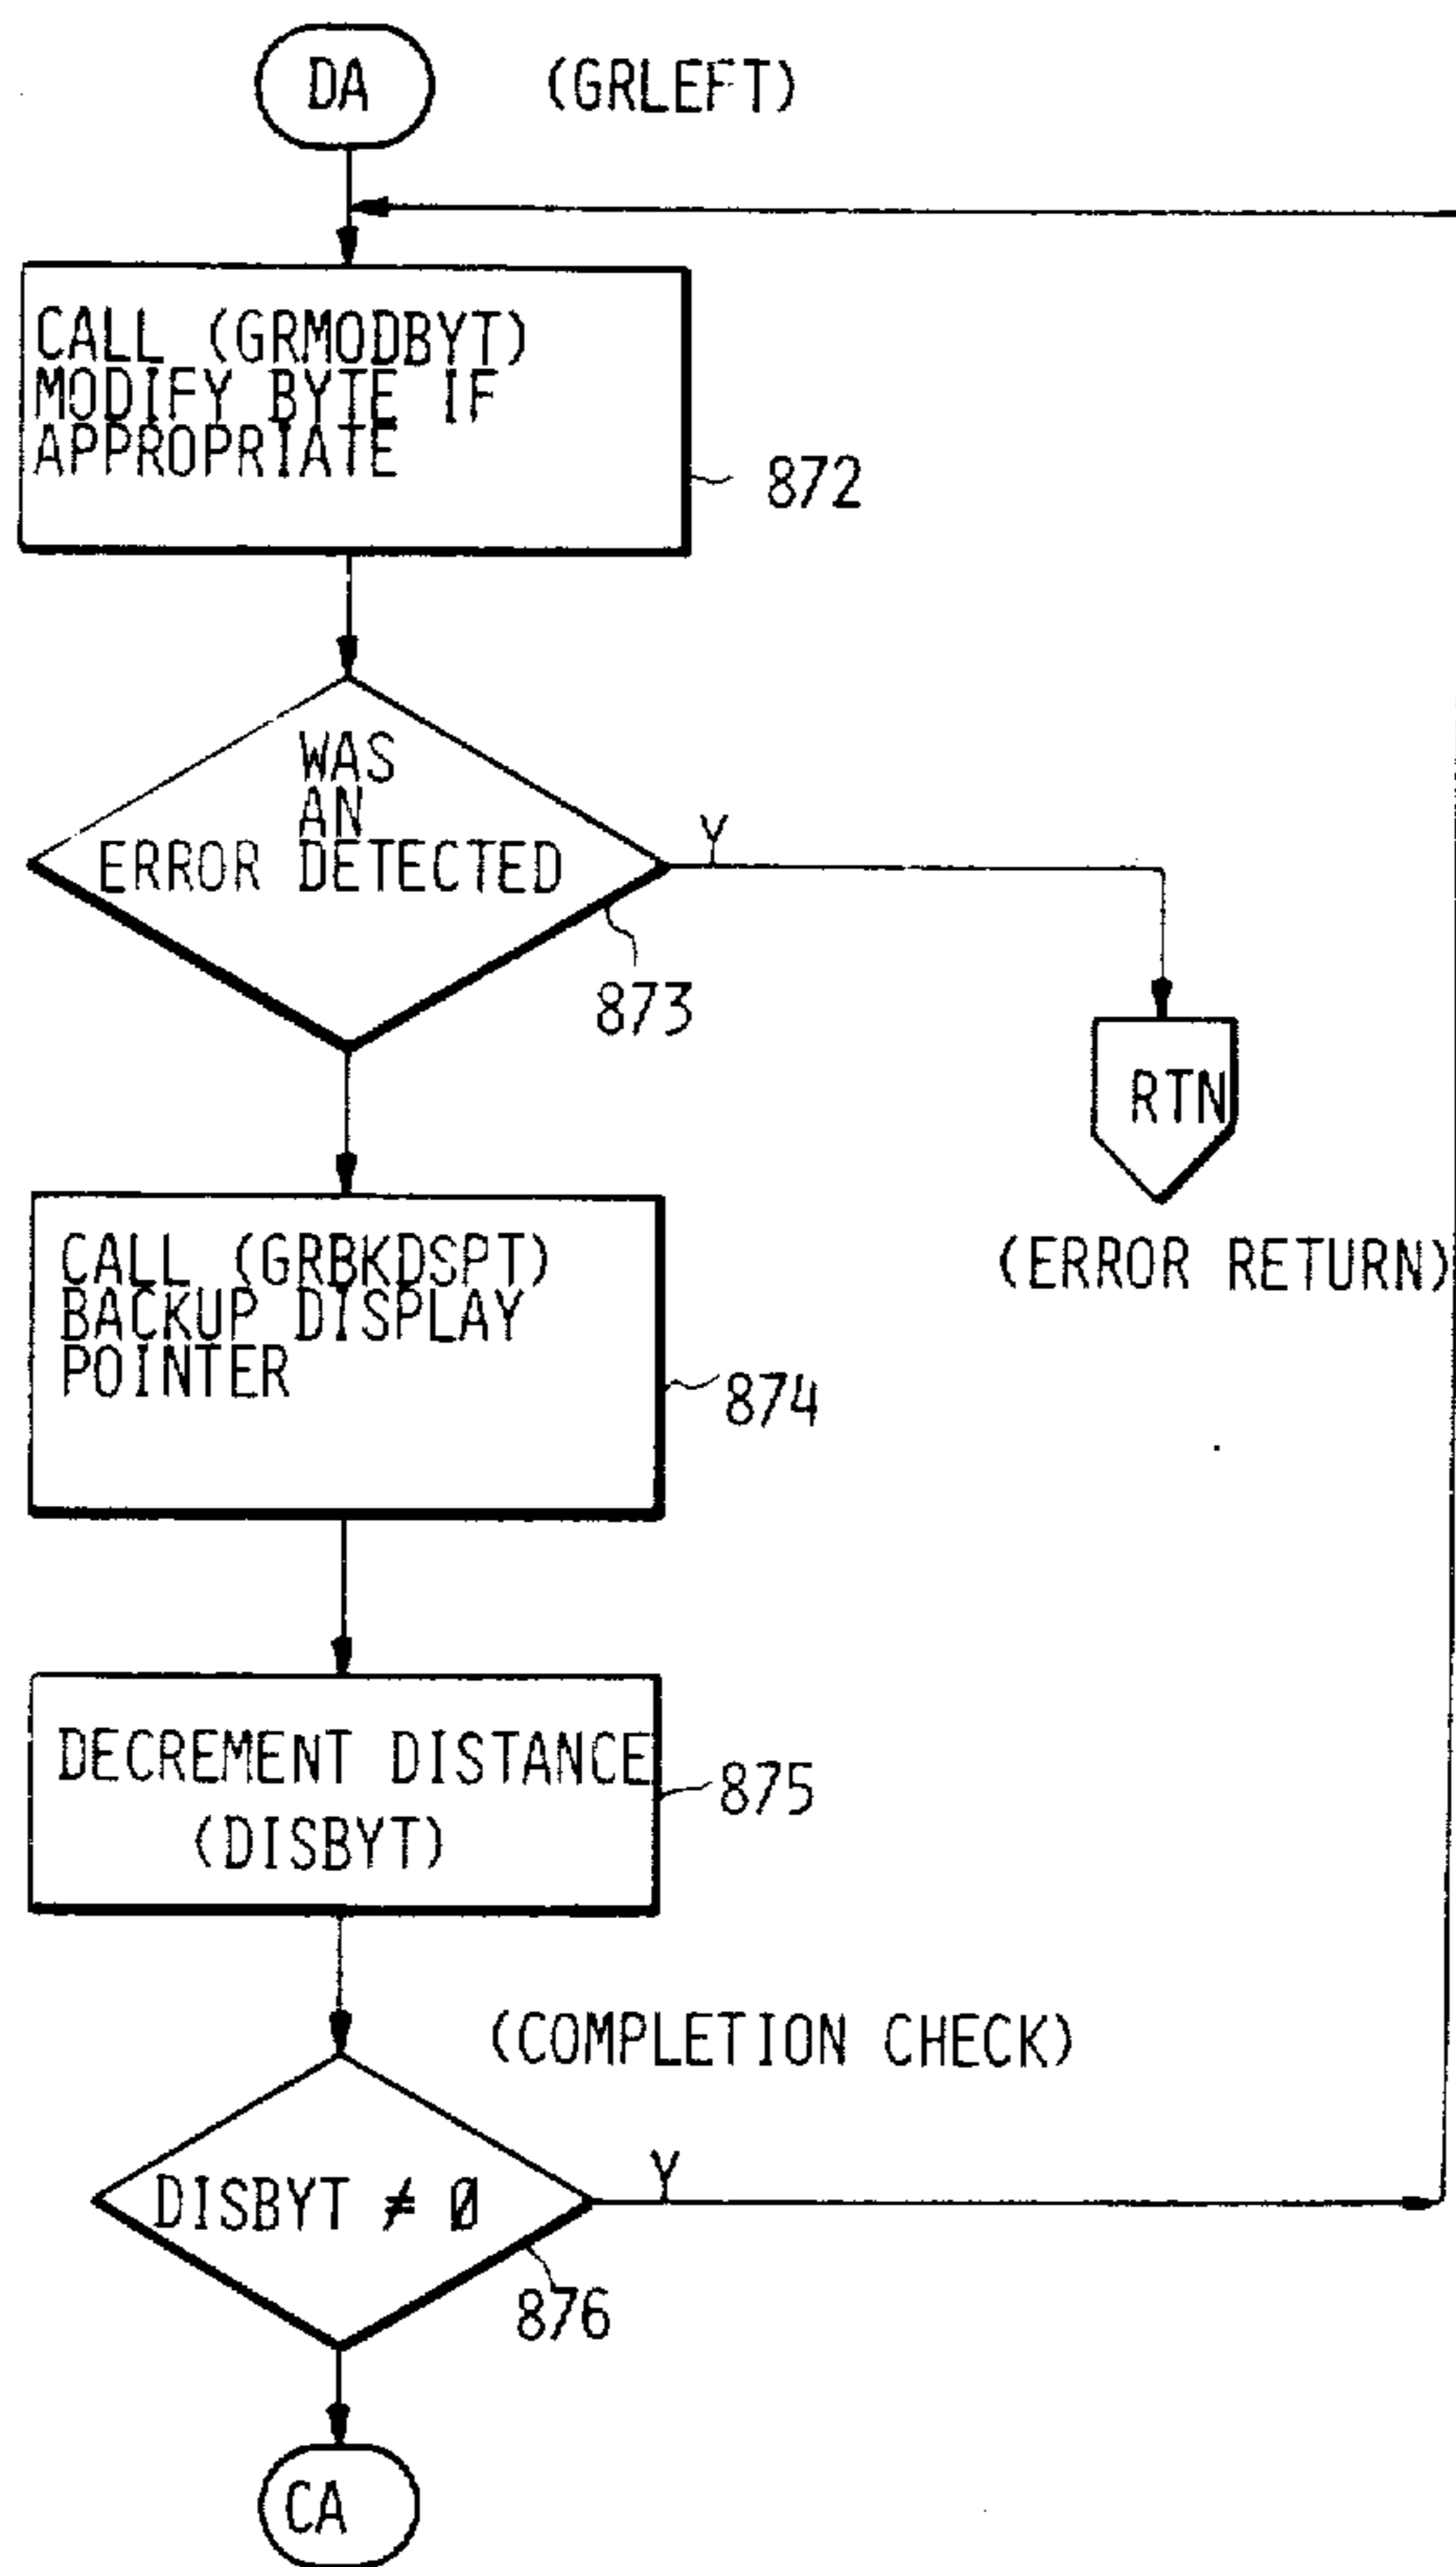 DA
(GRLEFT)
CALL (GRMODBYT)
MODIFY BYTE IF
APPROPRIATE
872
WAS
AN
ERROR DETECTED
Y
873
RTN
(ERROR RETURN)
CALL (GRBKDSPT)
BACKUP DISPLAY
POINTER
874
DECREMENT DISTANCE
(DISBYT)
875
(COMPLETION CHECK)
DISBYT ≠ Ø
Y
876
CA